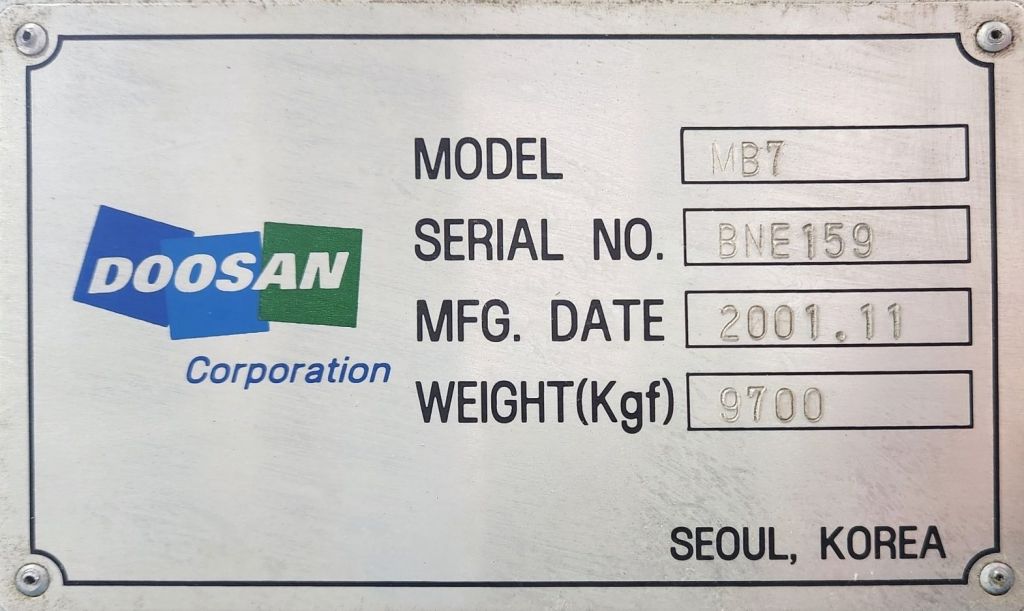 DOOSAN
Corporation
MODEL MB7
SERIAL NO. BNE159
MFG. DATE 2001.11
WEIGHT(Kgf) 9700
SEOUL, KOREA